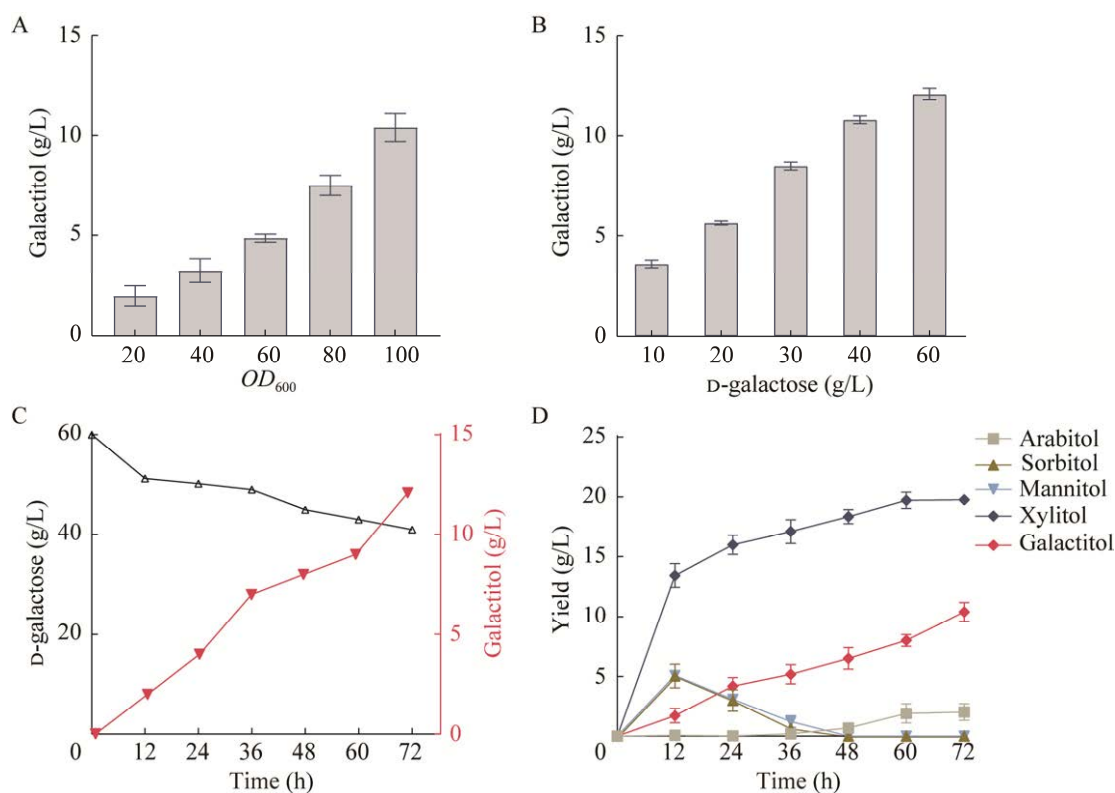 A
Galactitol (g/L)
15
10
5
0
20 40 60 80 100
OD600
B
Galactitol (g/L)
15
10
5
0
10 20 30 40 60
D-galactose (g/L)
C
D-galactose (g/L)
60
40
20
0
12 24 36 48 60 72
Time (h)
15
10
5
0
Galactitol (g/L)
D
Yield (g/L)
25
20
15
10
5
0
12 24 36 48 60 72
Time (h)
Arabitol
Sorbitol
Mannitol
Xylitol
Galactitol